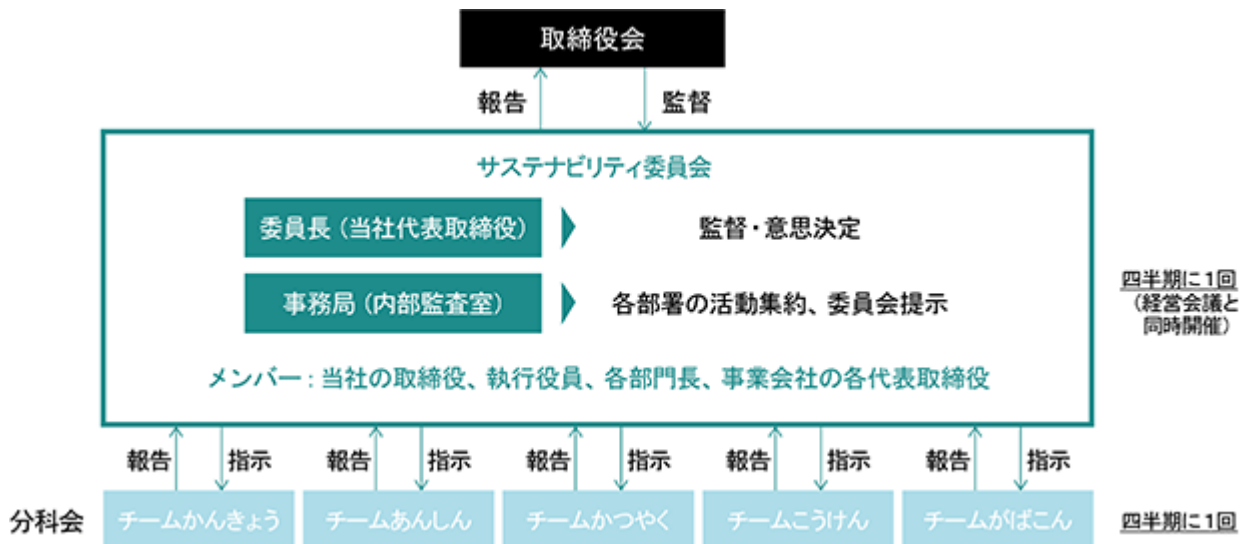 取締役会
報告
監督
サステナビリティ委員会
委員長（当社代表取締役）
監督・意思決定
事務局（内部監査室）
各部署の活動集約、委員会提示
四半期に1回
（経営会議と
同時開催）
メンバー：当社の取締役、執行役員、各部門長、事業会社の各代表取締役
報告 指示 報告 指示 報告 指示 報告 指示 報告 指示
分科会 チームかんきょう チームあんしん チームかつやく チームこうけん チームがばこん 四半期に1回